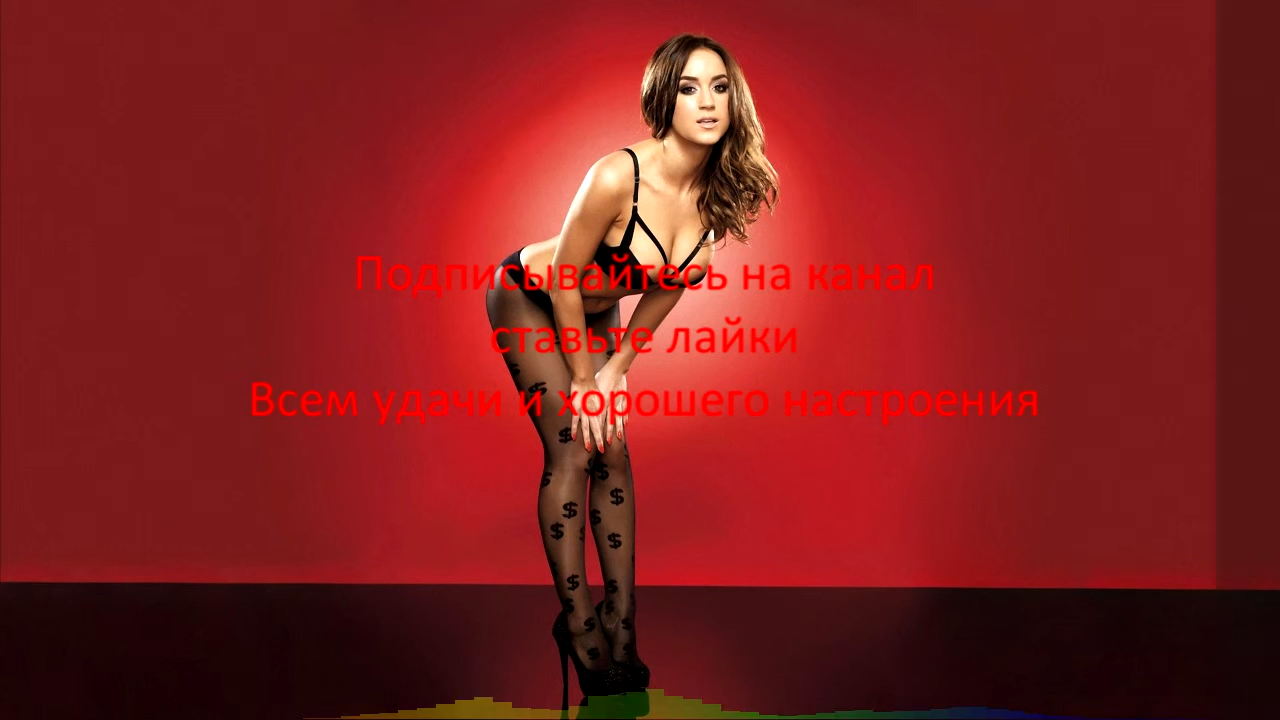 Подписывайтесь на канал
ставьте лайки
Всем удачи и хорошего настроения